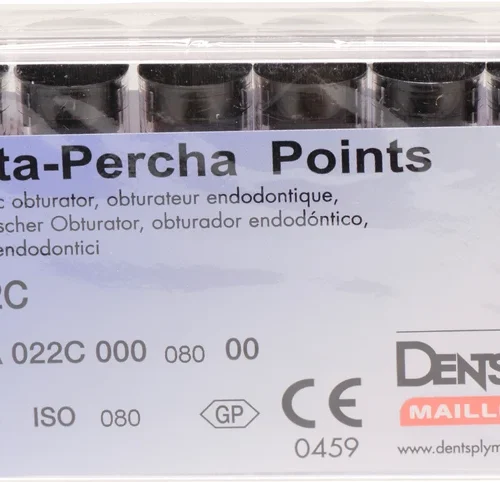 ta-Percha Points
c obturator, obturateur endodontique,
scher Obturator, obturador endodóntico,
endodontici
2C
A 022C 000 080 00
ISO 080
GP
CE
0459
DENTS
MAILL
www.dentsply